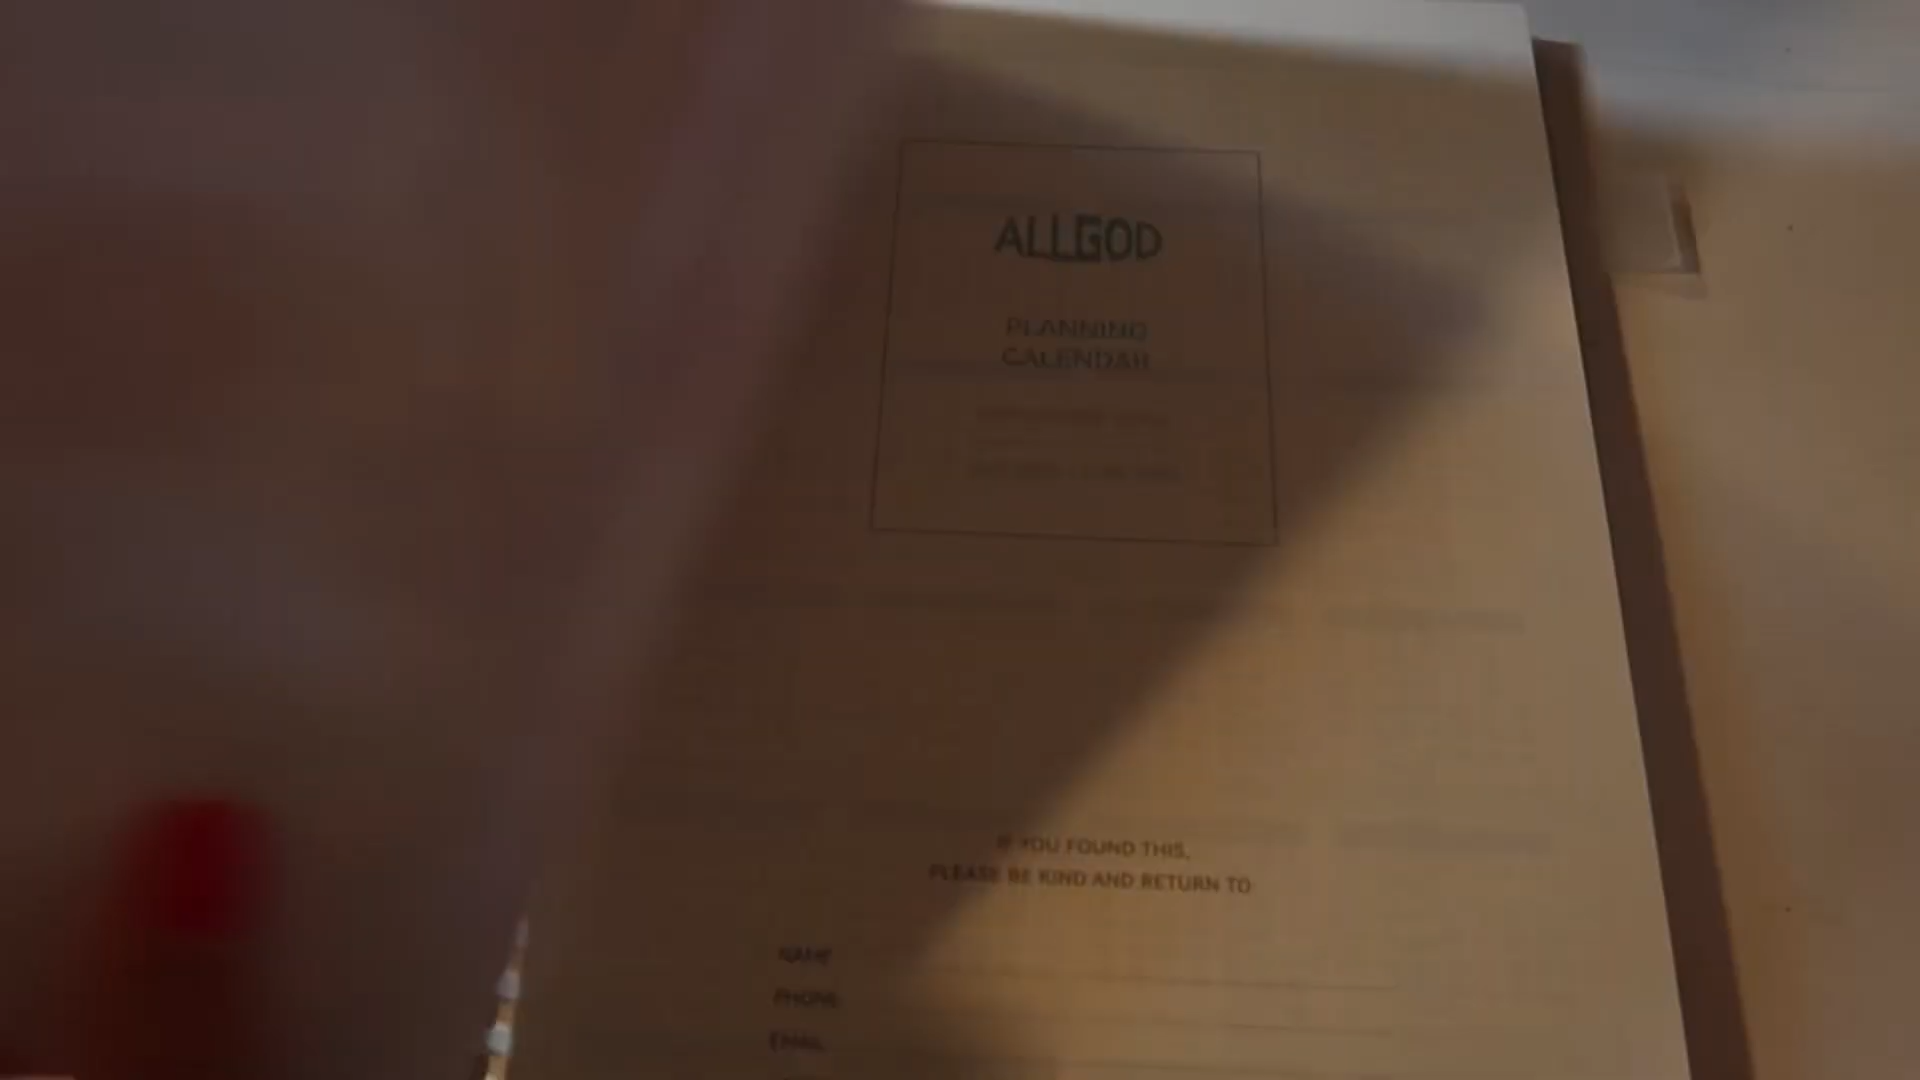 ALLGOD
PLANNING
CALENDAR
IF YOU FOUND THIS,
PLEASE BE KIND AND RETURN TO:
NAME
PHONE
EMAIL